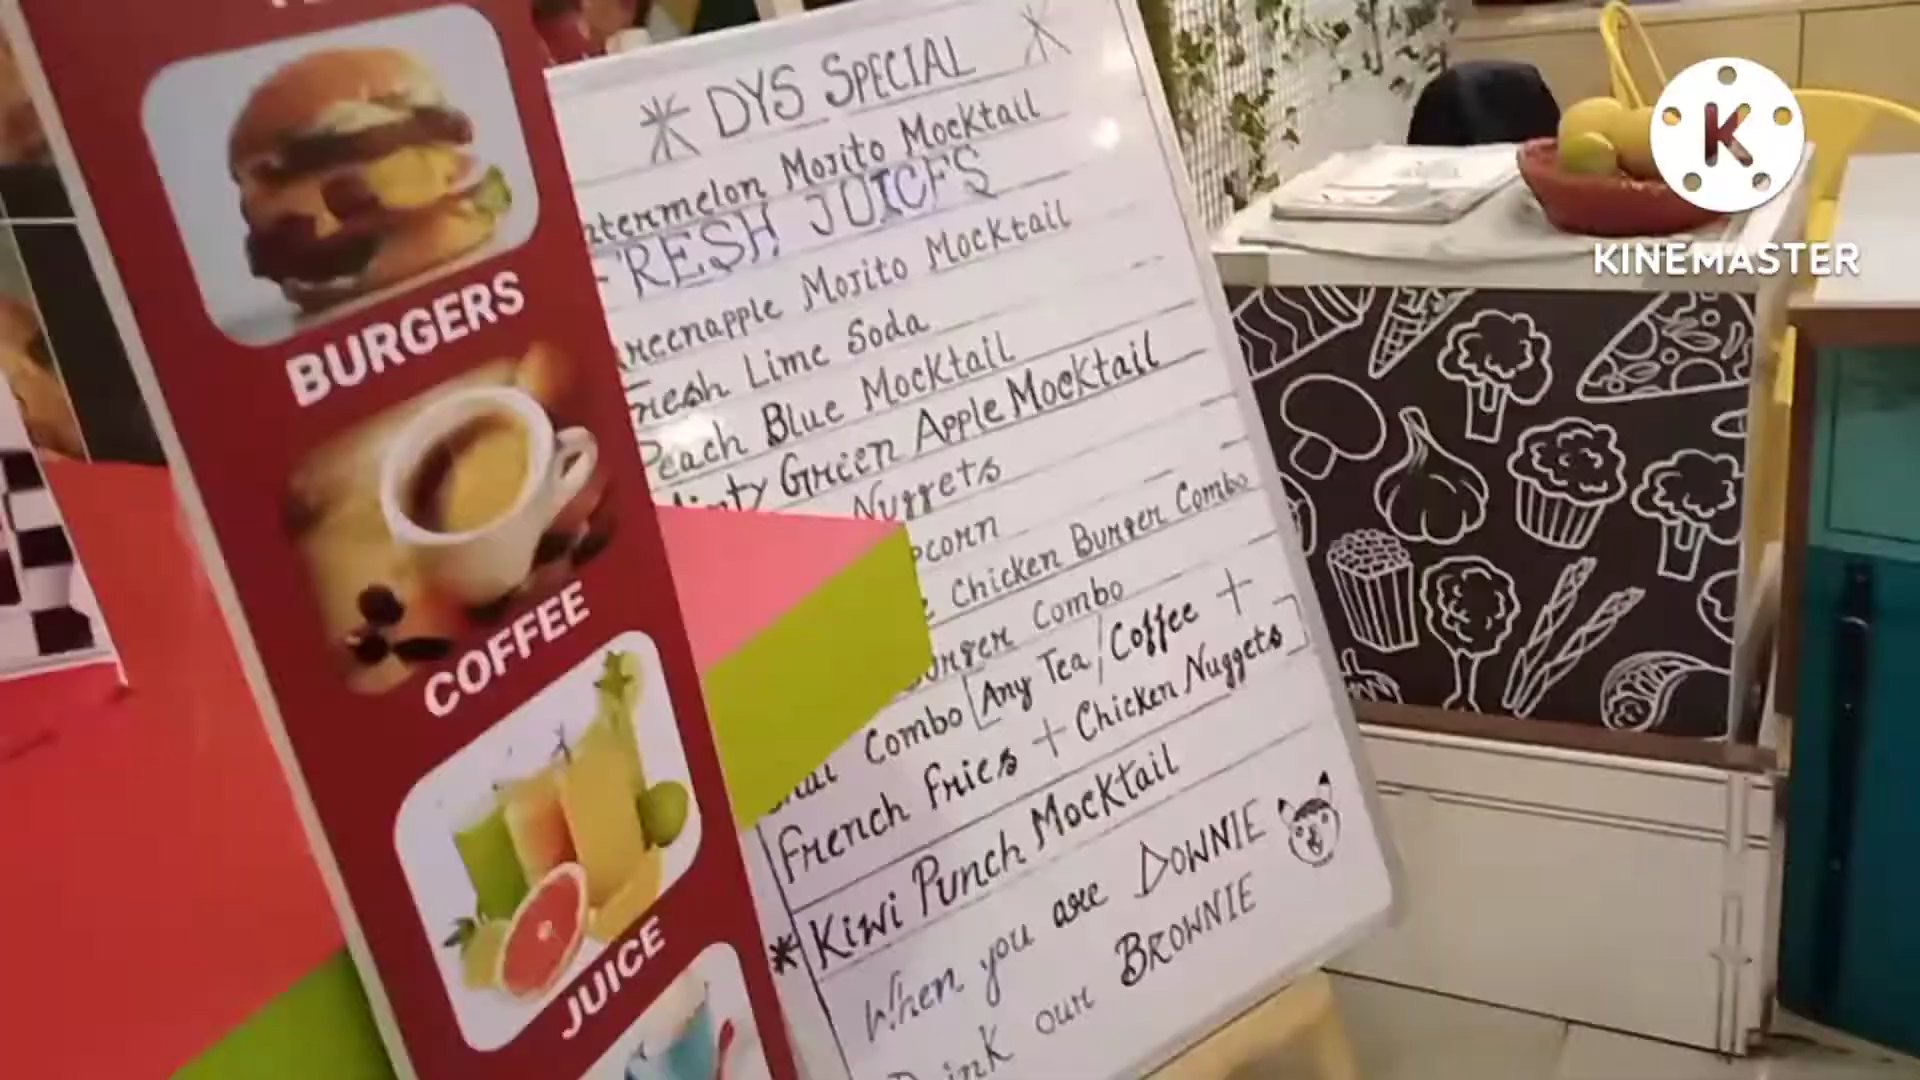 * DYS SPECIAL *
Mojito Mocktail
FRESH JUICES
Mojito Mocktail
Fresh Lime Soda
Peach Blue Mocktail
Green Apple Mocktail
Nuggets
Chicken Burger Combo
Combo
Combo [Any Tea/Coffee +
French Fries + Chicken Nuggets]
* Kiwi Punch Mocktail
When you are DOWNIE
our BROWNIE
BURGERS
COFFEE
JUICE
K
KINEMASTER